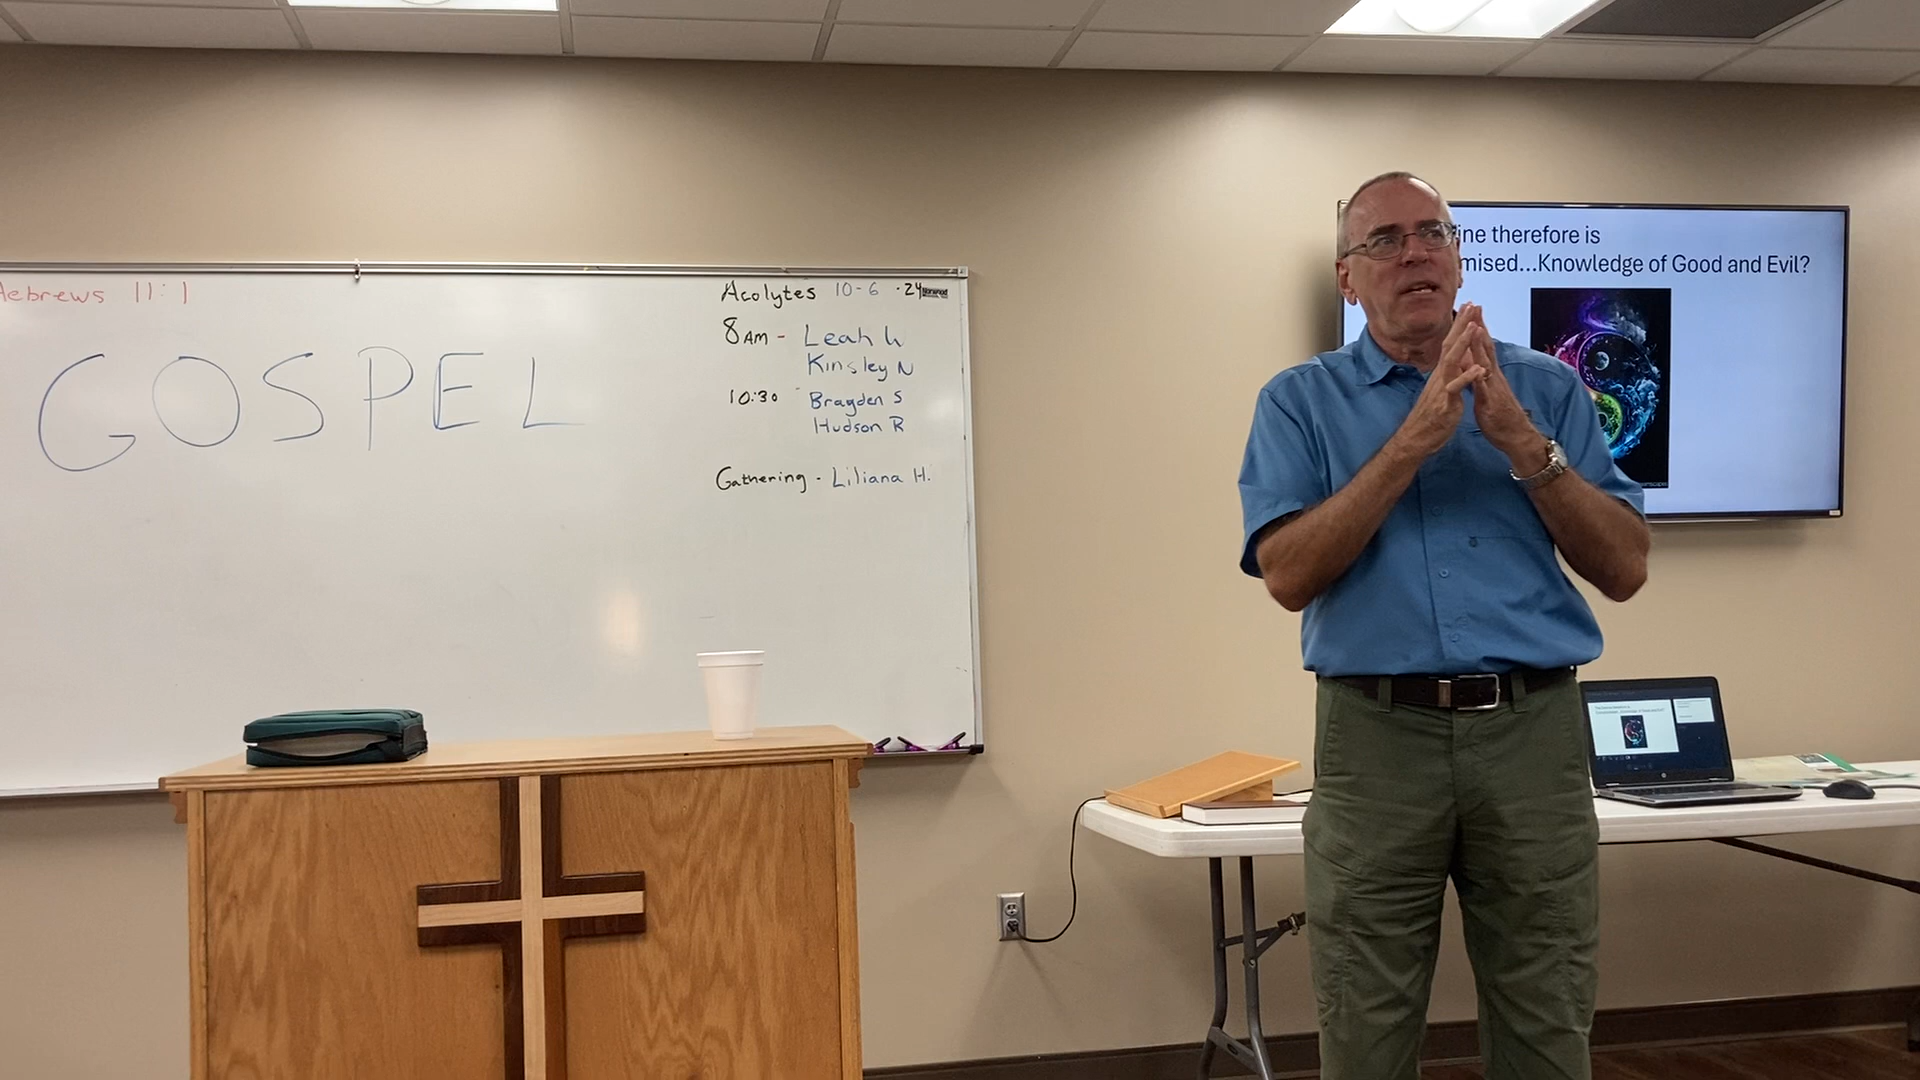 Hebrews 11:1
GOSPEL
Acolytes 10-6-24
8AM - Leah W
Kinsley N
10:30 Brayden S
Hudson R
Gathering - Liliana H.
ine therefore is
mised...Knowledge of Good and Evil?